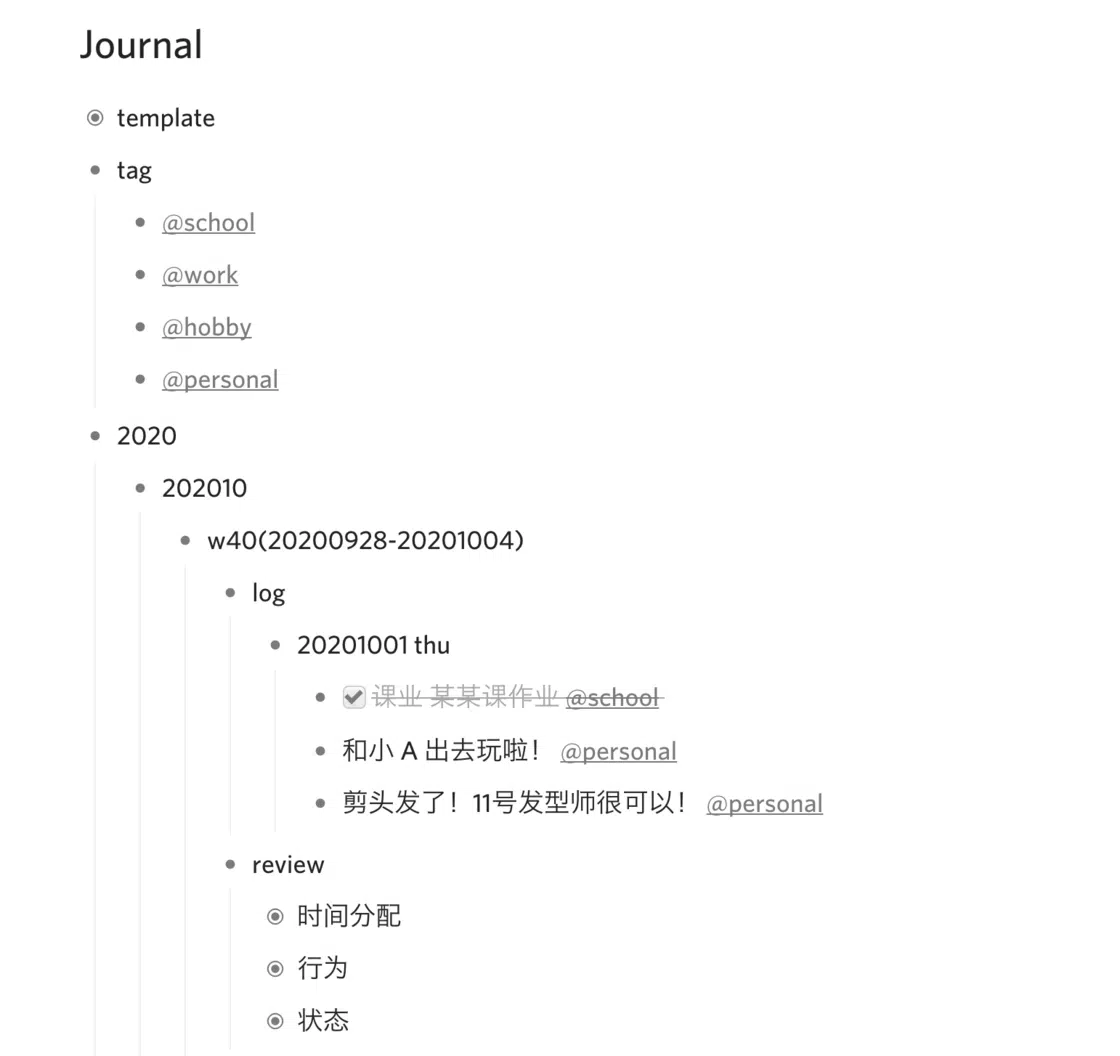 Journal
template
tag
@school
@work
@hobby
@personal
2020
202010
w40(20200928-20201004)
log
20201001 thu
课业 某某课作业 @school
和小 A 出去玩啦！ @personal
剪头发了！11号发型师很可以！ @personal
review
时间分配
行为
状态